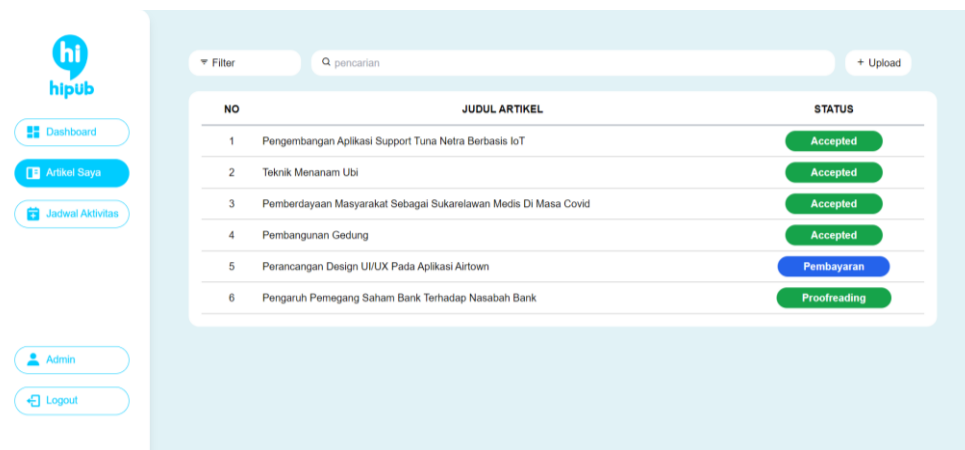 hi
hipub
Dashboard
Artikel Saya
Jadwal Aktivitas
Admin
Logout
Filter
pencarian
+ Upload
NO JUDUL ARTIKEL STATUS
1 Pengembangan Aplikasi Support Tuna Netra Berbasis IoT Accepted
2 Teknik Menanam Ubi Accepted
3 Pemberdayaan Masyarakat Sebagai Sukarelawan Medis Di Masa Covid Accepted
4 Pembangunan Gedung Accepted
5 Perancangan Design UI/UX Pada Aplikasi Airtown Pembayaran
6 Pengaruh Pemegang Saham Bank Terhadap Nasabah Bank Proofreading